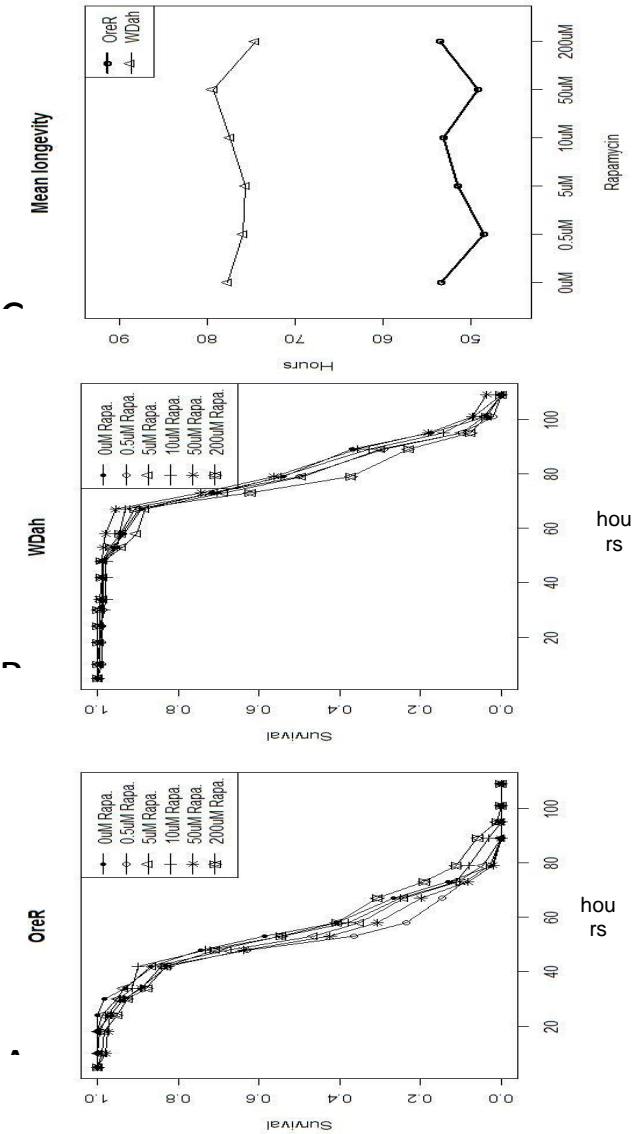 OreR
0uM Rapa.
0.5uM Rapa.
5uM Rapa.
10uM Rapa.
50uM Rapa.
200uM Rapa.
Survival
1.0
0.8
0.6
0.4
0.2
0.0
20
40
60
80
100
hou
rs
WDah
0uM Rapa.
0.5uM Rapa.
5uM Rapa.
10uM Rapa.
50uM Rapa.
200uM Rapa.
Survival
1.0
0.8
0.6
0.4
0.2
0.0
20
40
60
80
100
hou
rs
Mean longevity
OreR
WDah
Hours
90
80
70
60
50
0uM
0.5uM
5uM
10uM
50uM
200uM
Rapamycin